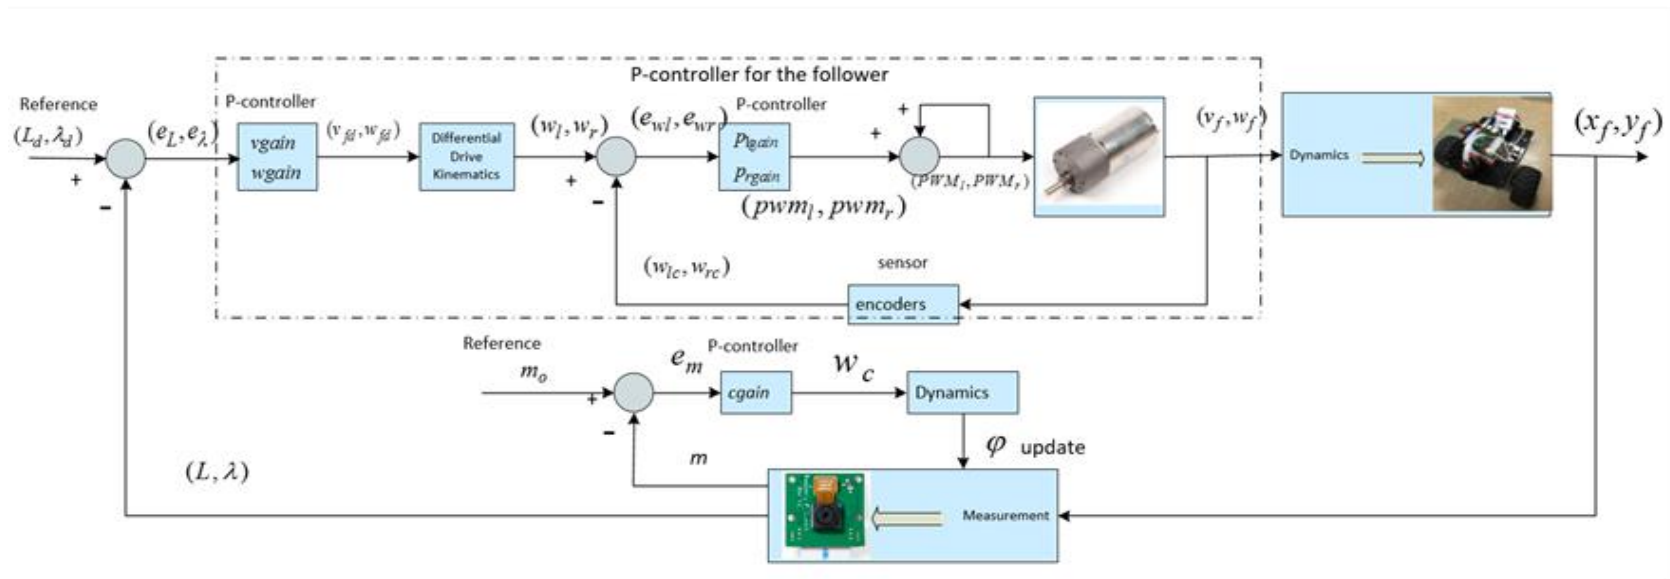 P-controller for the follower
Reference
(L_d, λ_d)
+
-
(e_L, e_λ)
P-controller
vgain
wgain
(v_fd, w_fd)
Differential
Drive
Kinematics
(w_l, w_r)
+
-
(e_wl, e_wr)
P-controller
p_lgain
p_rgain
(pwm_l, pwm_r)
+
+
(PWM_l, PWM_r)
(v_f, w_f)
Dynamics
(x_f, y_f)
(w_lc, w_rc)
sensor
encoders
Reference
m_o
+
-
e_m
P-controller
cgain
w_c
Dynamics
φ update
m
(L, λ)
Measurement